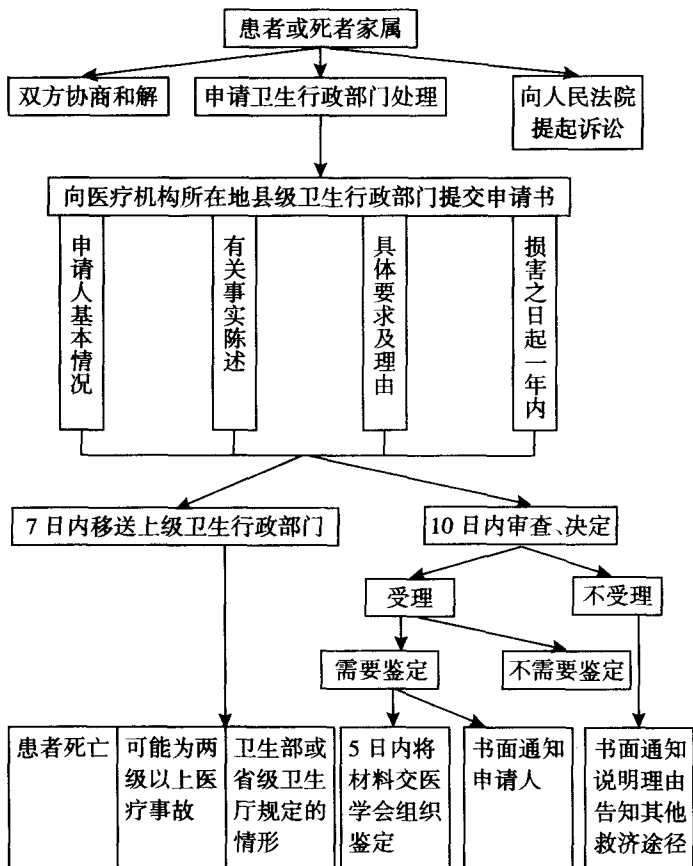 患者或死者家属
双方协商和解
申请卫生行政部门处理
向人民法院
提起诉讼
向医疗机构所在地县级卫生行政部门提交申请书
申请人基本情况
有关事实陈述
具体要求及理由
损害之日起一年内
7日内移送上级卫生行政部门
10日内审查、决定
受理
不受理
需要鉴定
不需要鉴定
患者死亡
可能为两
级以上医
疗事故
卫生部或
省级卫生
厅规定的
情形
5日内将
材料交医
学会组织
鉴定
书面通知
申请人
书面通知
说明理由
告知其他
救济途径